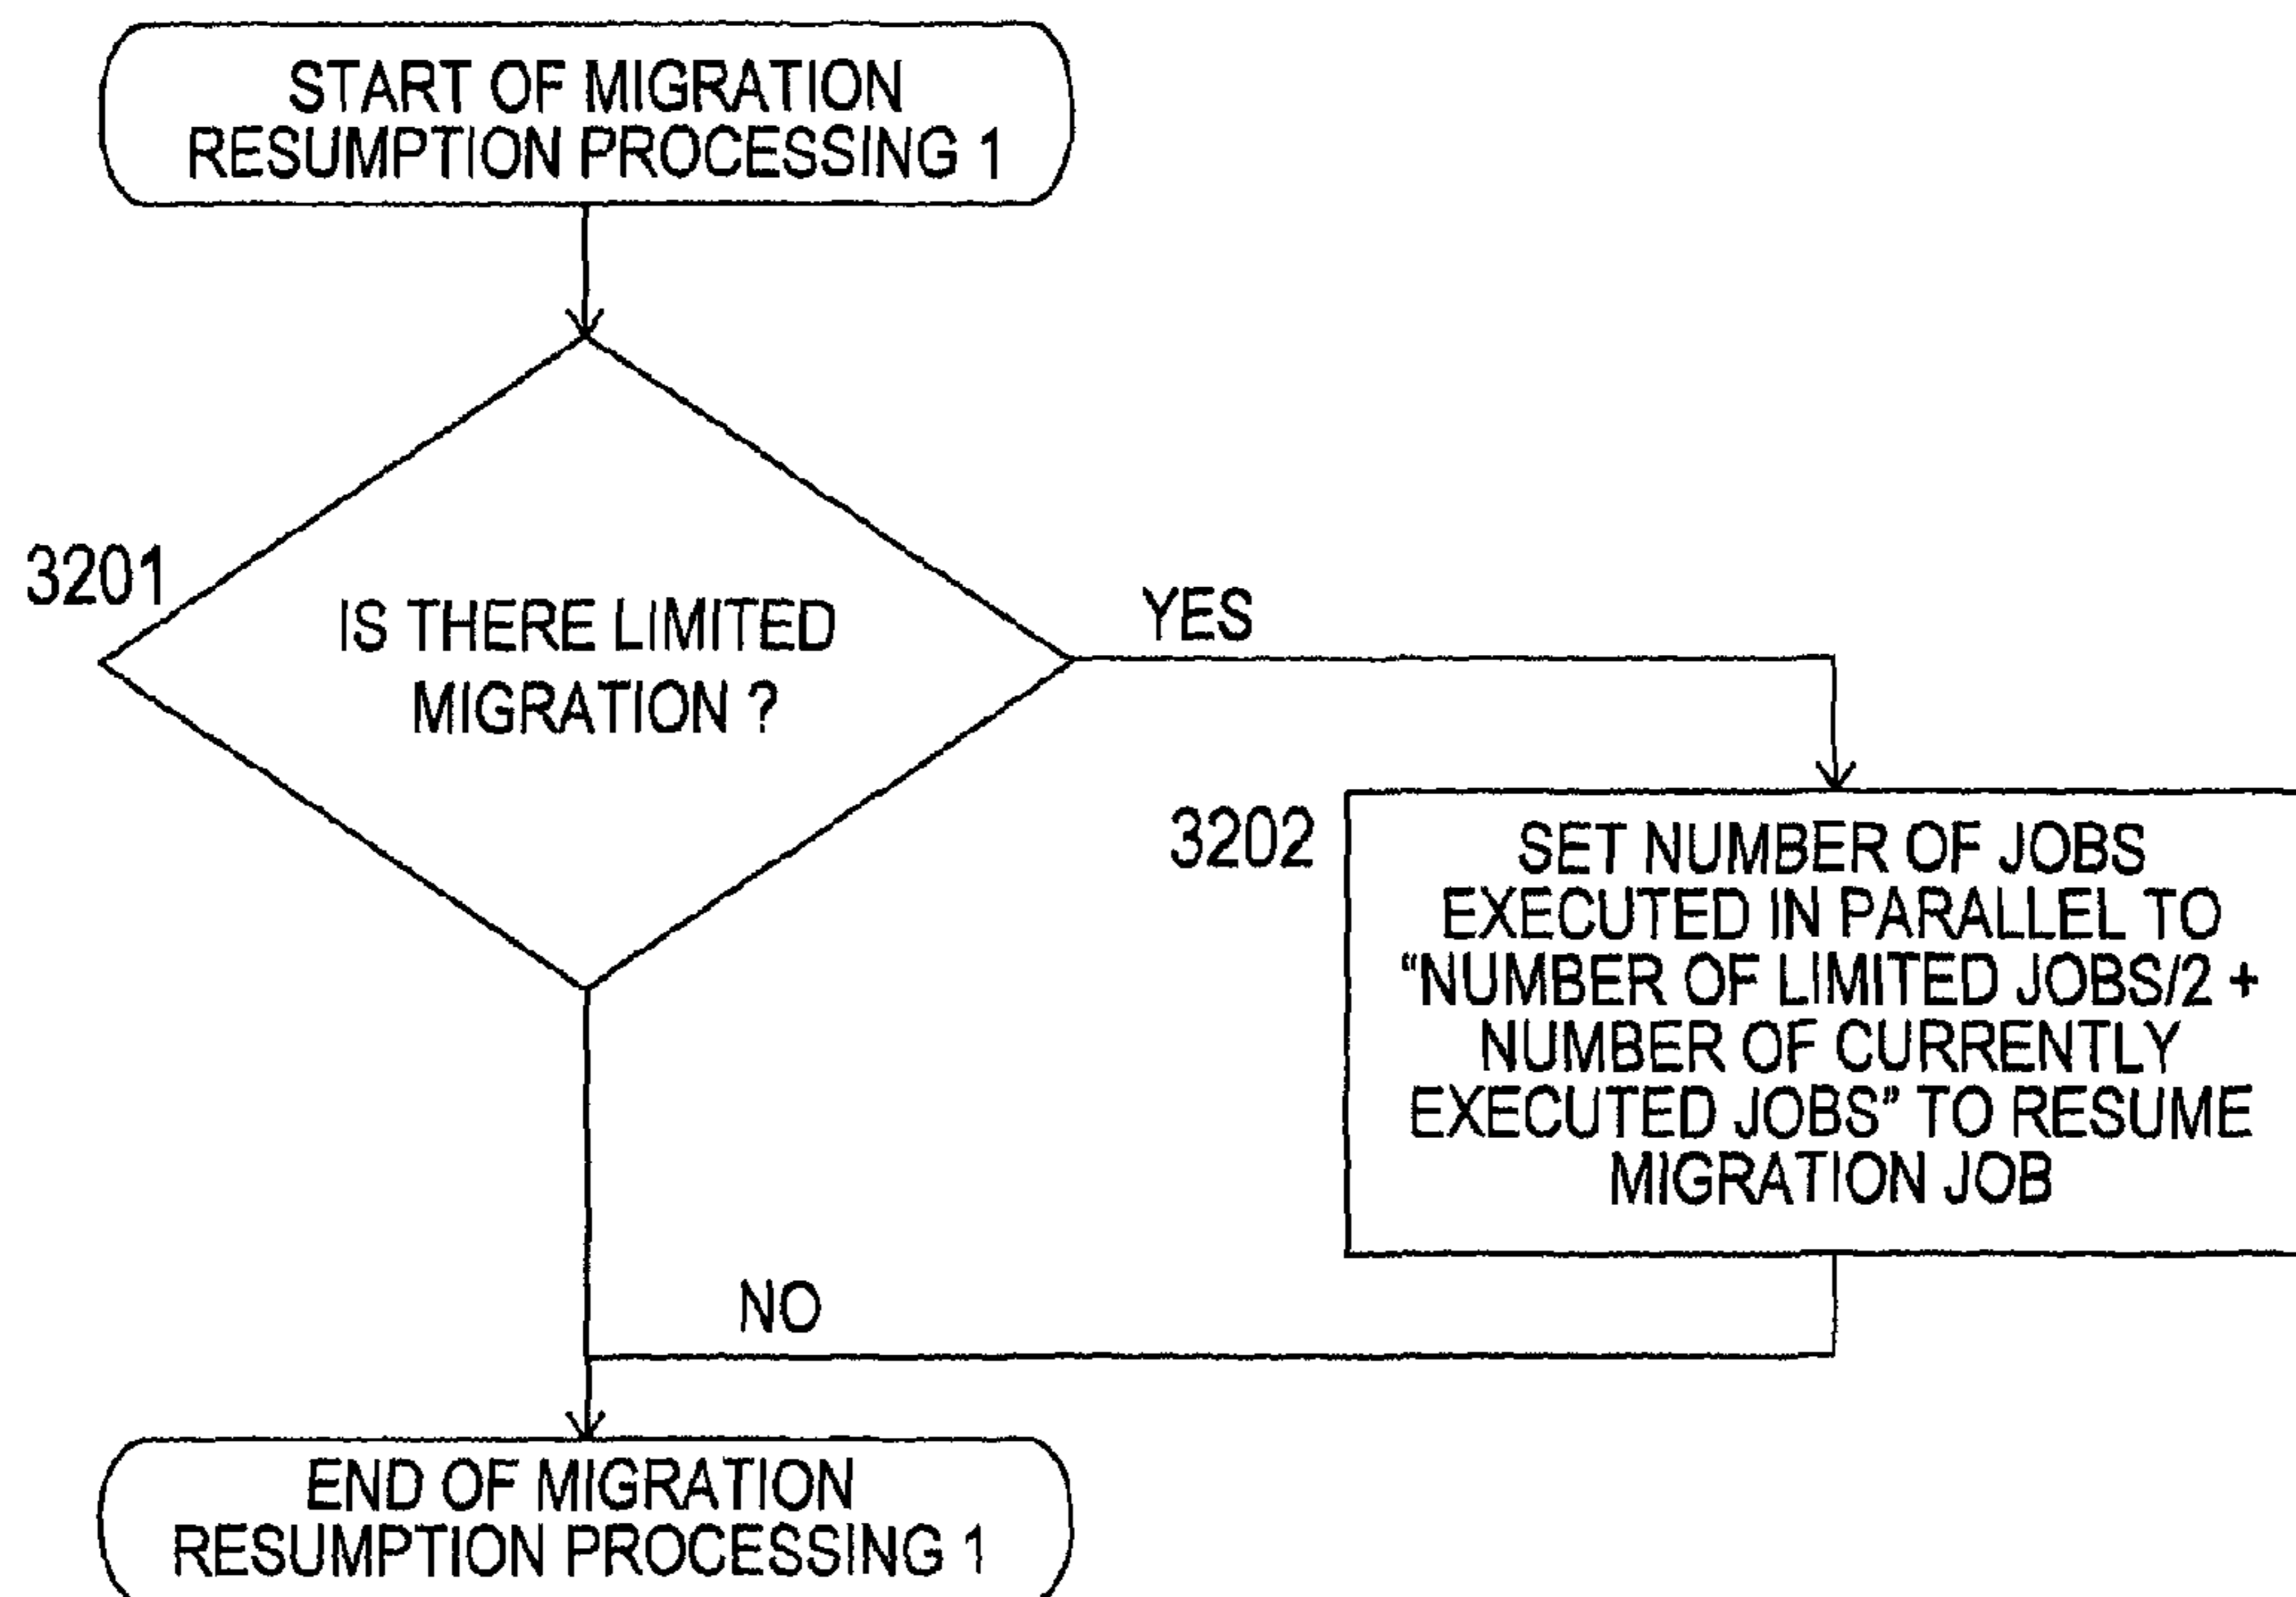 START OF MIGRATION
RESUMPTION PROCESSING 1
3201
IS THERE LIMITED
MIGRATION ?
YES
3202
SET NUMBER OF JOBS
EXECUTED IN PARALLEL TO
“NUMBER OF LIMITED JOBS/2 +
NUMBER OF CURRENTLY
EXECUTED JOBS” TO RESUME
MIGRATION JOB
NO
END OF MIGRATION
RESUMPTION PROCESSING 1